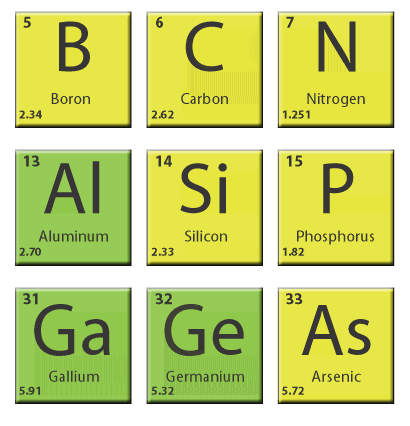 5 6 7
B C N
Boron Carbon Nitrogen
2.34 2.62 1.251
13 14 15
Al Si P
Aluminum Silicon Phosphorus
2.70 2.33 1.82
31 32 33
Ga Ge As
Gallium Germanium Arsenic
5.91 5.32 5.72